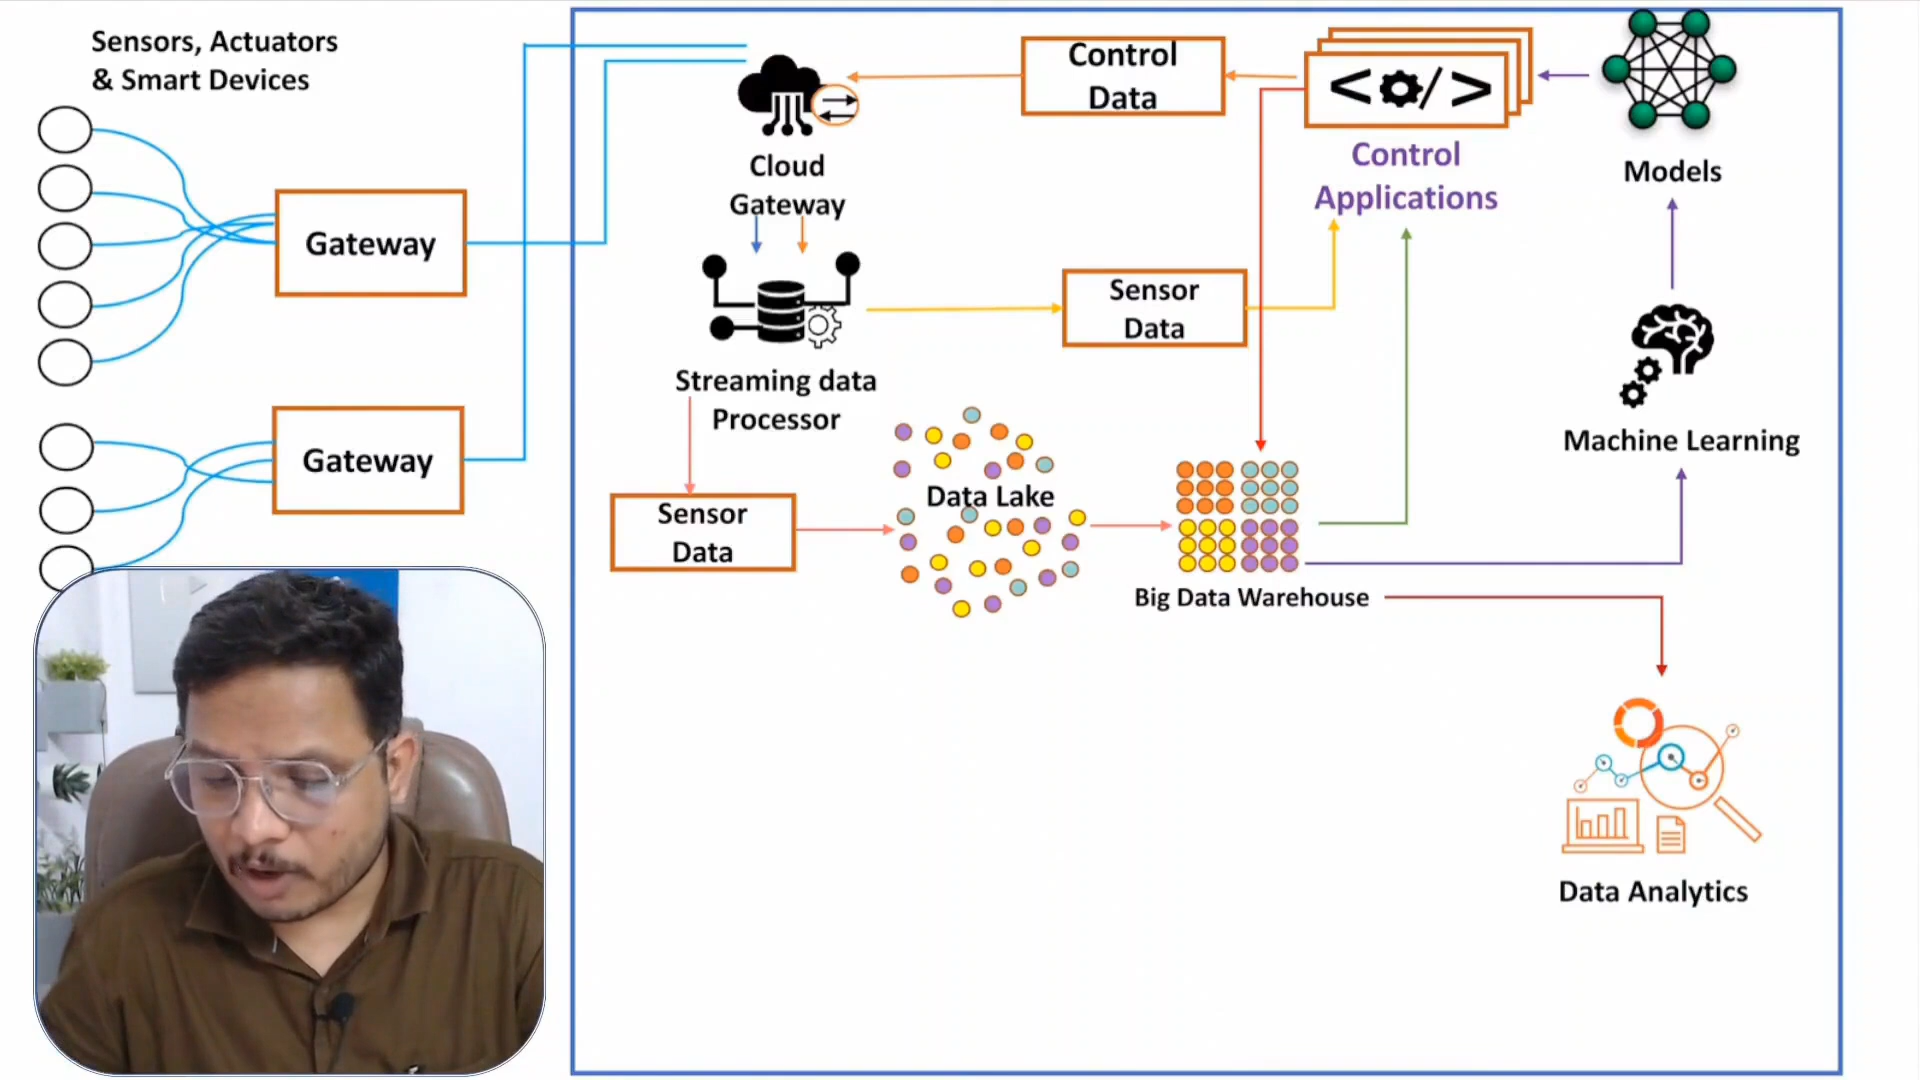 Sensors, Actuators
& Smart Devices
Gateway
Gateway
Cloud
Gateway
Control
Data
< / >
Control
Applications
Models
Streaming data
Processor
Sensor
Data
Machine Learning
Sensor
Data
Data Lake
Big Data Warehouse
Data Analytics